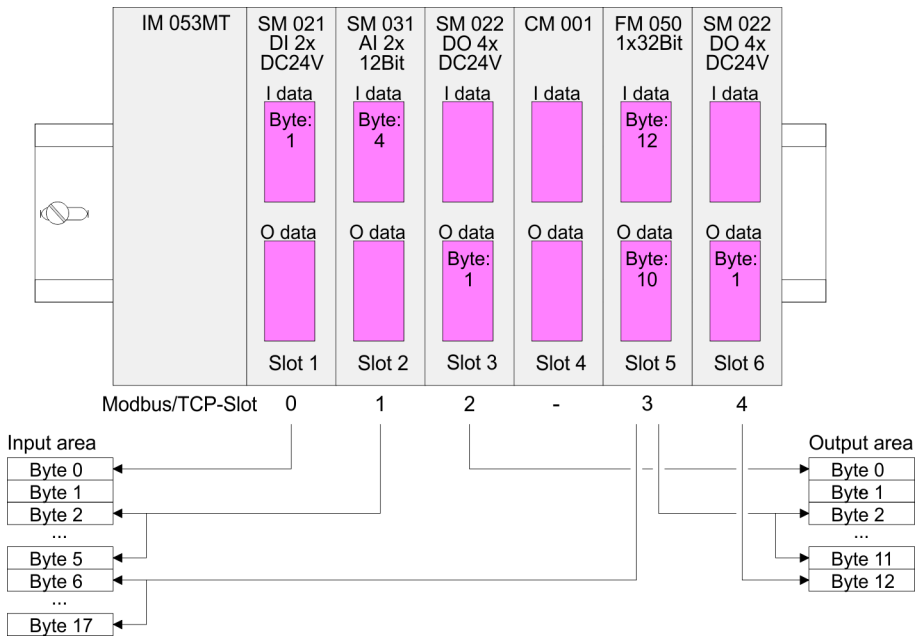 IM 053MT
SM 021
DI 2x
DC24V
SM 031
AI 2x
12Bit
SM 022
DO 4x
DC24V
CM 001
FM 050
1x32Bit
SM 022
DO 4x
DC24V
I data
I data
I data
I data
I data
I data
Byte:
1
Byte:
4
Byte:
12
O data
O data
O data
O data
O data
O data
Byte:
1
Byte:
10
Byte:
1
Slot 1
Slot 2
Slot 3
Slot 4
Slot 5
Slot 6
Modbus/TCP-Slot 0 1 2 - 3 4
Input area
Byte 0
Byte 1
Byte 2
...
Byte 5
Byte 6
...
Byte 17
Output area
Byte 0
Byte 1
Byte 2
...
Byte 11
Byte 12